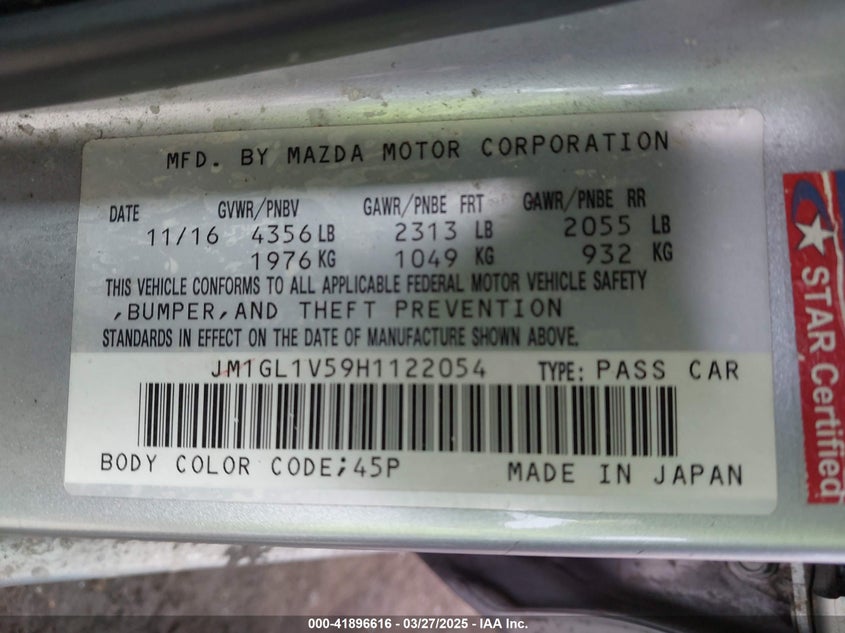 MFD. BY MAZDA MOTOR CORPORATION
DATE GVWR/PNBV GAWR/PNBE FRT GAWR/PNBE RR
11/16 4356 LB 2313 LB 2055 LB
1976 KG 1049 KG 932 KG
THIS VEHICLE CONFORMS TO ALL APPLICABLE FEDERAL MOTOR VEHICLE SAFETY
,BUMPER,AND THEFT PREVENTION
STANDARDS IN EFFECT ON THE DATE OF MANUFACTURE SHOWN ABOVE.
JM1GL1V59H1122054 TYPE: PASS CAR
BODY COLOR CODE;45P MADE IN JAPAN
STAR Certified
000-41896616 - 03/27/2025 - IAA Inc.